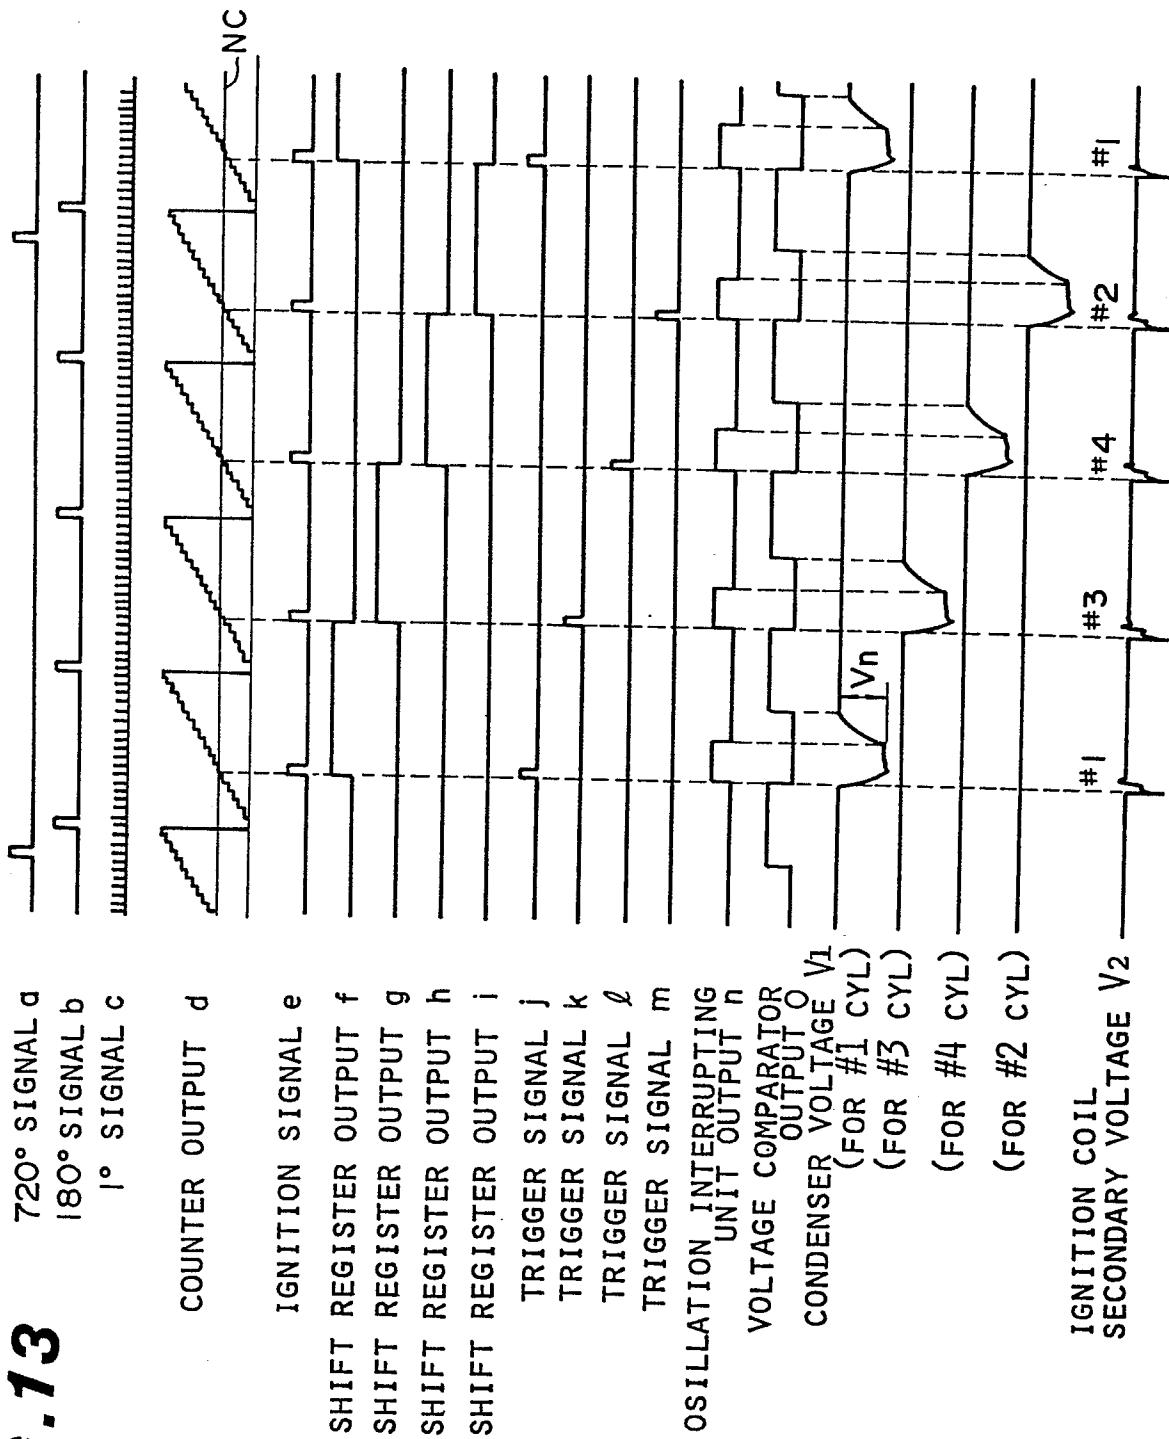 .13
720° SIGNAL a
180° SIGNAL b
1° SIGNAL c
COUNTER OUTPUT d
NC
IGNITION SIGNAL e
SHIFT REGISTER OUTPUT f
SHIFT REGISTER OUTPUT g
SHIFT REGISTER OUTPUT h
SHIFT REGISTER OUTPUT i
TRIGGER SIGNAL j
TRIGGER SIGNAL k
TRIGGER SIGNAL ℓ
TRIGGER SIGNAL m
OSILLATION INTERRUPTING
UNIT OUTPUT n
VOLTAGE COMPARATOR
OUTPUT O
CONDENSER VOLTAGE V1
(FOR #1 CYL)
Vn
(FOR #3 CYL)
(FOR #4 CYL)
(FOR #2 CYL)
#1 #3 #4 #2 #1
IGNITION COIL
SECONDARY VOLTAGE V2